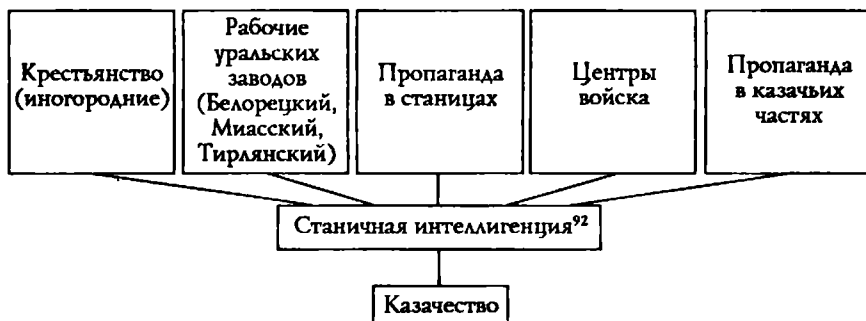 Крестьянство
(иногородние)
Рабочие
уральских
заводов
(Белорецкий,
Миасский,
Тирлянский)
Пропаганда
в станицах
Центры
войска
Пропаганда
в казачьих
частях
Станичная интеллигенция⁹²
Казачество